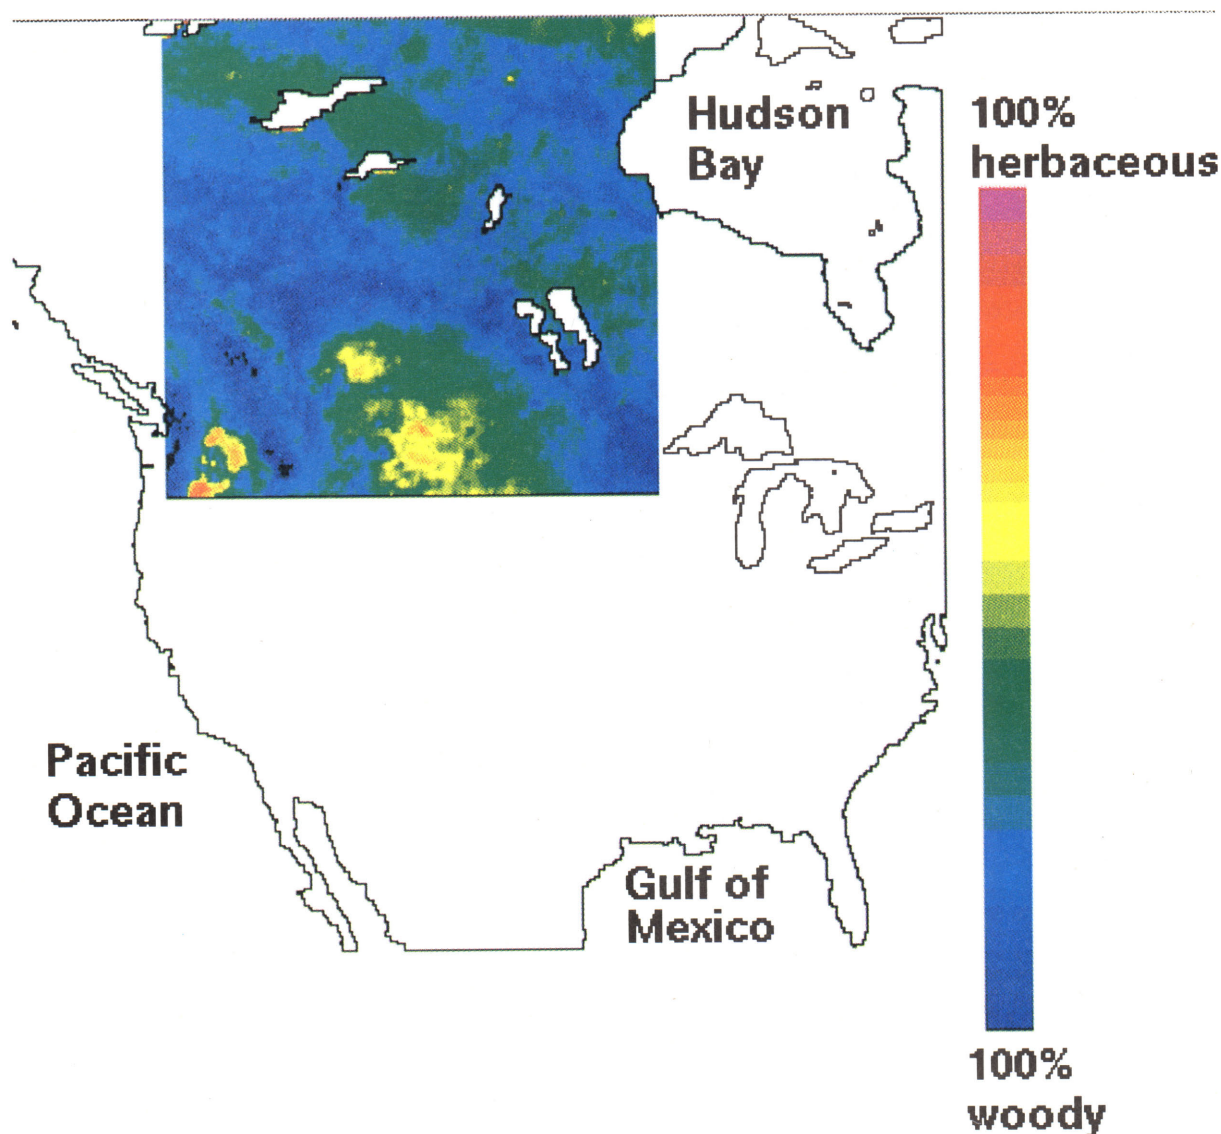 Hudson
Bay
100%
herbaceous
Pacific
Ocean
Gulf of
Mexico
100%
woody